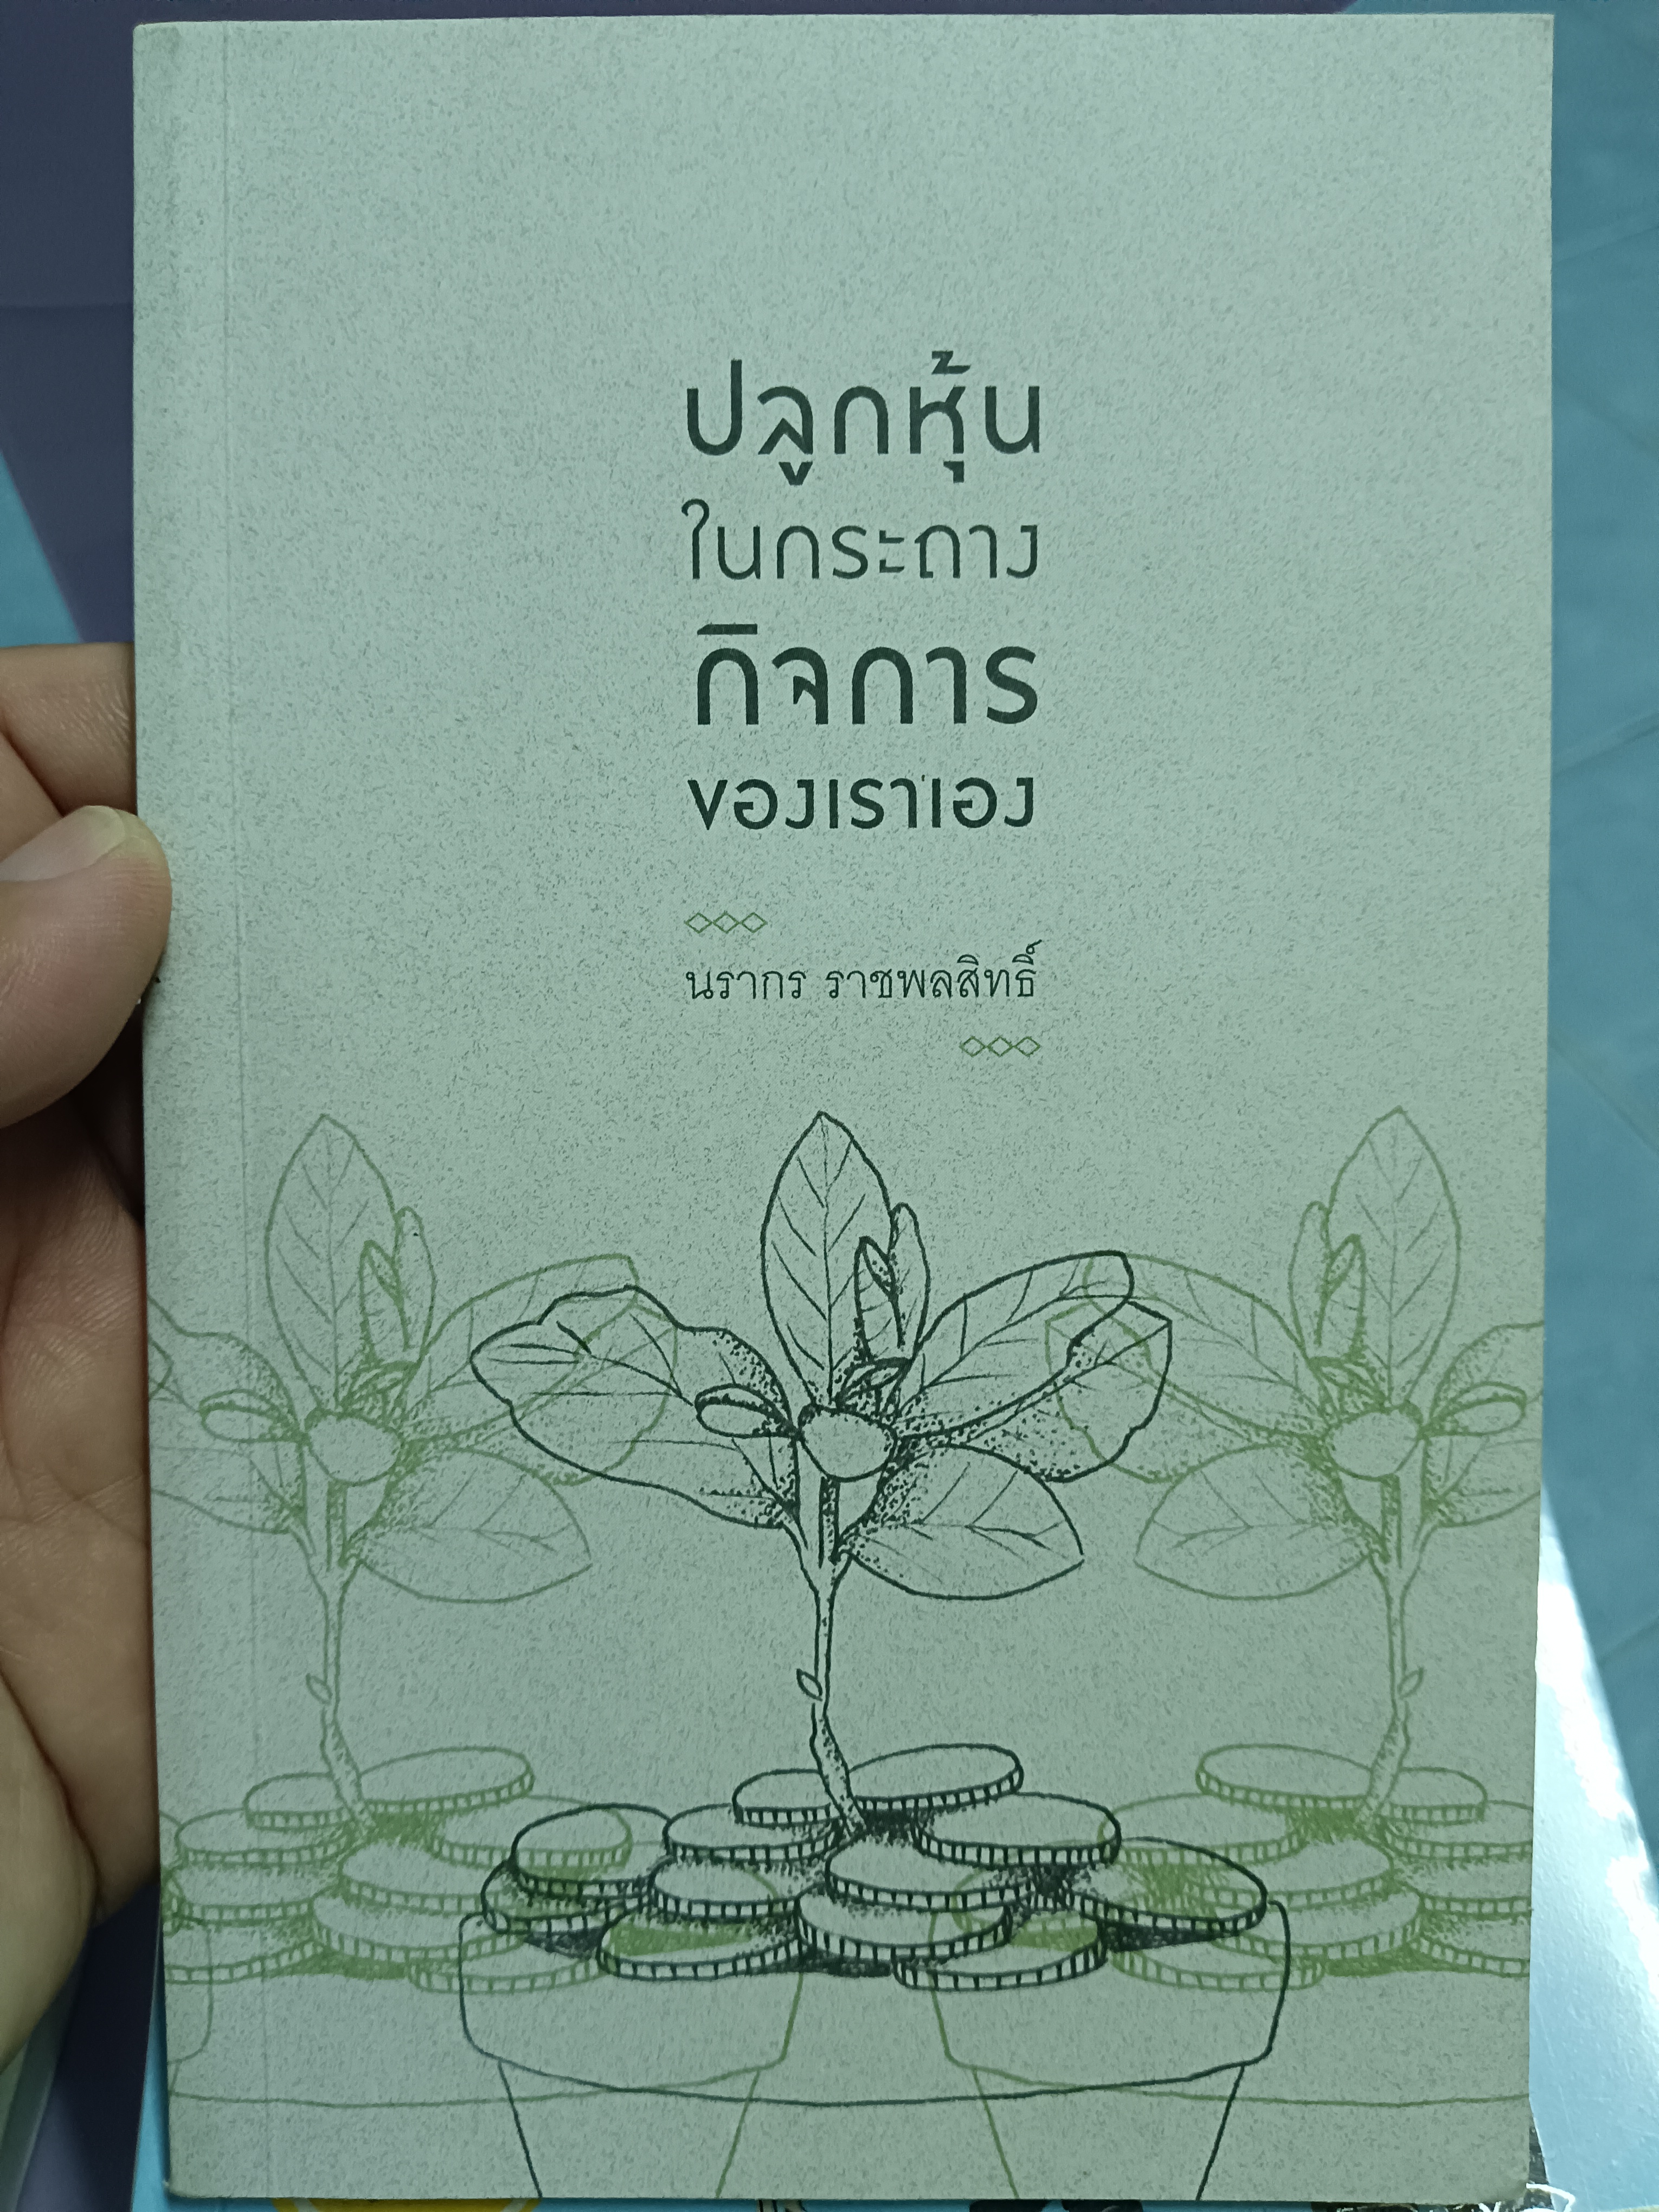 ปลูกหุ้น
ในกระถาง
กิจการ
ของเราเอง
นรากร ราชพลสิทธิ์